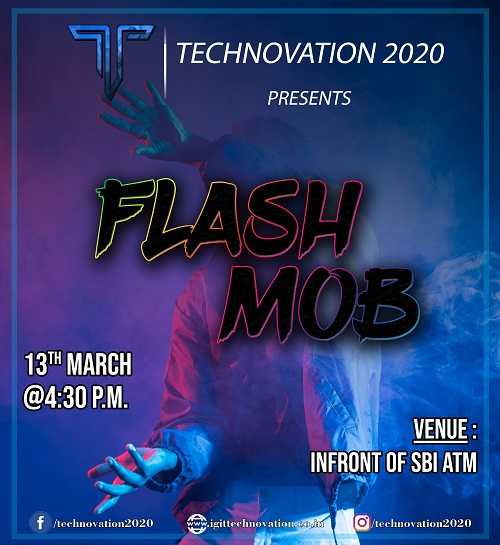 TECHNOVATION 2020
PRESENTS
FLASH
MOB
13TH MARCH
@4:30 P.M.
VENUE :
INFRONT OF SBI ATM
/technovation2020
www.igittechnovation.co.in
/technovation2020